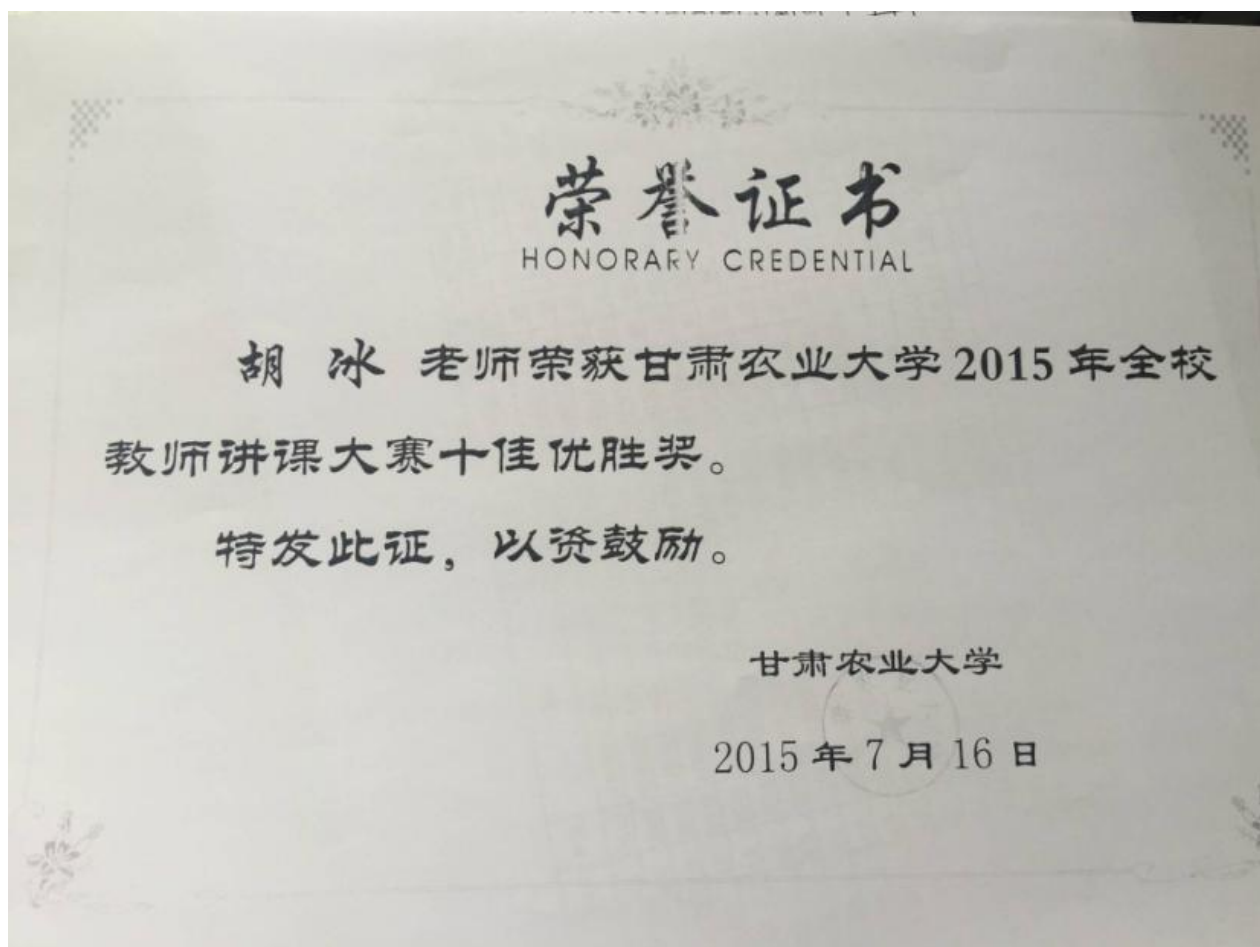 荣誉证书
HONORARY CREDENTIAL
胡 冰 老师荣获甘肃农业大学2015年全校
教师讲课大赛十佳优胜奖。
特发此证，以资鼓励。
甘肃农业大学
2015年7月16日